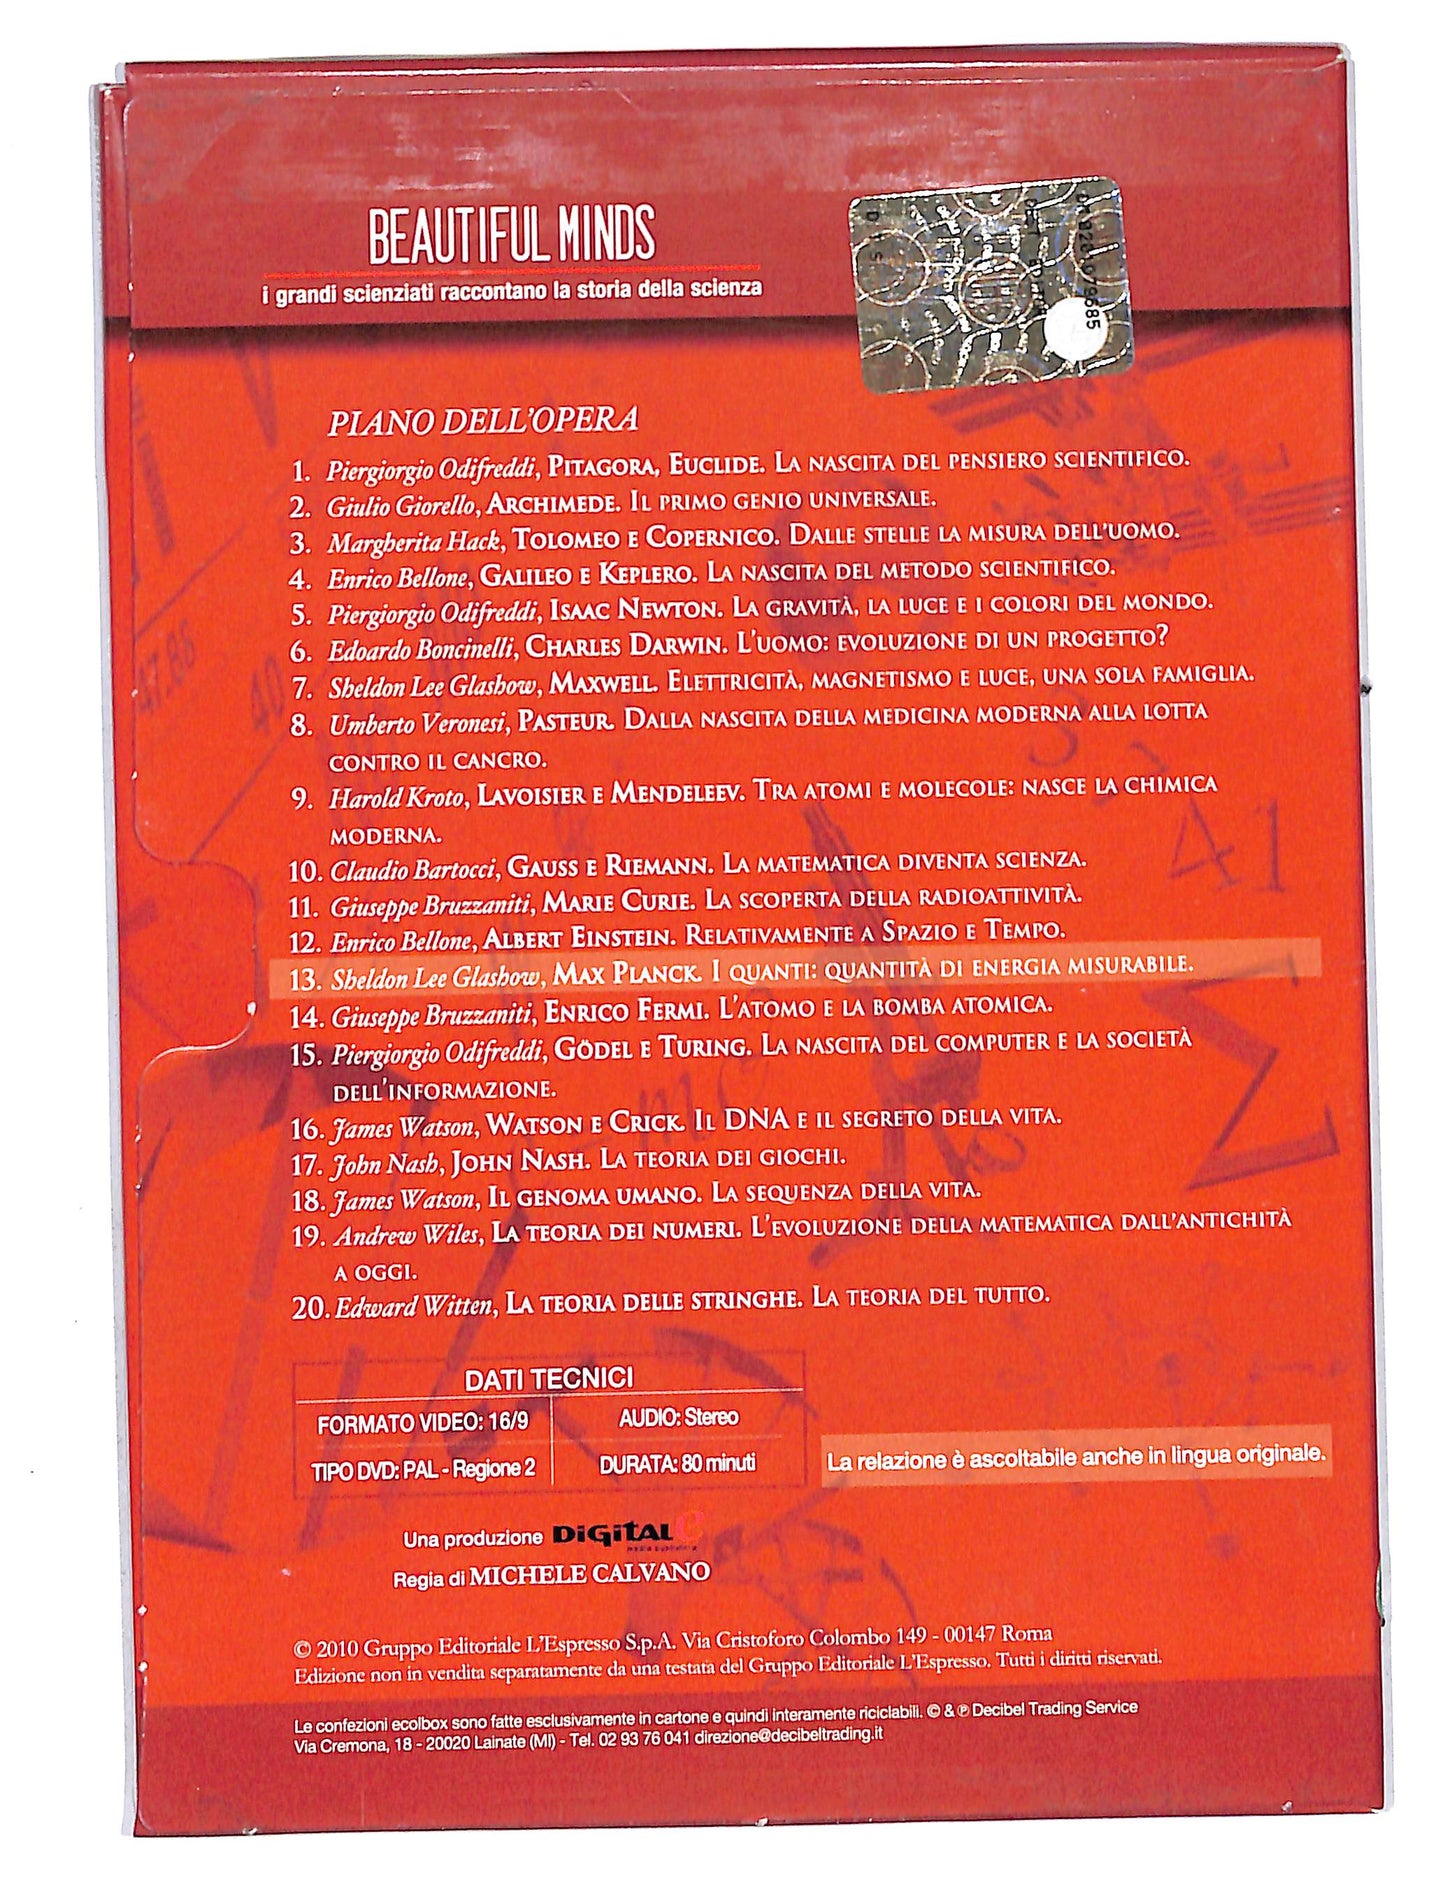 BEAUTIFUL MINDS
i grandi scienziati raccontano la storia della scienza
PIANO DELL'OPERA
1. Piergiorgio Odifreddi, PITAGORA, EUCLIDE. LA NASCITA DEL PENSIERO SCIENTIFICO.
2. Giulio Giorello, ARCHIMEDE. IL PRIMO GENIO UNIVERSALE.
3. Margherita Hack, TOLOMEO E COPERNICO. DALLE STELLE LA MISURA DELL'UOMO.
4. Enrico Bellone, GALILEO E KEPLERO. LA NASCITA DEL METODO SCIENTIFICO.
5. Piergiorgio Odifreddi, ISAAC NEWTON. LA GRAVITÀ, LA LUCE E I COLORI DEL MONDO.
6. Edoardo Boncinelli, CHARLES DARWIN. L'UOMO: EVOLUZIONE DI UN PROGETTO?
7. Sheldon Lee Glashow, MAXWELL. ELETTRICITÀ, MAGNETISMO E LUCE, UNA SOLA FAMIGLIA.
8. Umberto Veronesi, PASTEUR. DALLA NASCITA DELLA MEDICINA MODERNA ALLA LOTTA
CONTRO IL CANCRO.
9. Harold Kroto, LAVOISIER E MENDELEEV. TRA ATOMI E MOLECOLE: NASCE LA CHIMICA
MODERNA.
10. Claudio Bartocci, GAUSS E RIEMANN. LA MATEMATICA DIVENTA SCIENZA.
11. Giuseppe Bruzzaniti, MARIE CURIE. LA SCOPERTA DELLA RADIOATTIVITÀ.
12. Enrico Bellone, ALBERT EINSTEIN. RELATIVAMENTE A SPAZIO E TEMPO.
13. Sheldon Lee Glashow, MAX PLANCK. I QUANTI: QUANTITÀ DI ENERGIA MISURABILE.
14. Giuseppe Bruzzaniti, ENRICO FERMI. L'ATOMO E LA BOMBA ATOMICA.
15. Piergiorgio Odifreddi, GÖDEL E TURING. LA NASCITA DEL COMPUTER E LA SOCIETÀ
DELL'INFORMAZIONE.
16. James Watson, WATSON E CRICK. IL DNA E IL SEGRETO DELLA VITA.
17. John Nash, JOHN NASH. LA TEORIA DEI GIOCHI.
18. James Watson, IL GENOMA UMANO. LA SEQUENZA DELLA VITA.
19. Andrew Wiles, LA TEORIA DEI NUMERI. L'EVOLUZIONE DELLA MATEMATICA DALL'ANTICHITÀ
A OGGI.
20. Edward Witten, LA TEORIA DELLE STRINGHE. LA TEORIA DEL TUTTO.
DATI TECNICI
FORMATO VIDEO: 16/9
AUDIO: Stereo
TIPO DVD: PAL - Regione 2
DURATA: 80 minuti
La relazione è ascoltabile anche in lingua originale.
Una produzione DIGITAL e
Regia di MICHELE CALVANO
© 2010 Gruppo Editoriale L'Espresso S.p.A. Via Cristoforo Colombo 149 - 00147 Roma
Edizione non in vendita separatamente da una testata del Gruppo Editoriale L'Espresso. Tutti i diritti riservati.
Le confezioni ecolbox sono fatte esclusivamente in cartone e quindi interamente riciclabili. © & ℗ Decibel Trading Service
Via Cremona, 18 - 20020 Lainate (MI) - Tel. 02 93 76 041 direzione@decibeltrading.it
47.86
40
41
Σ